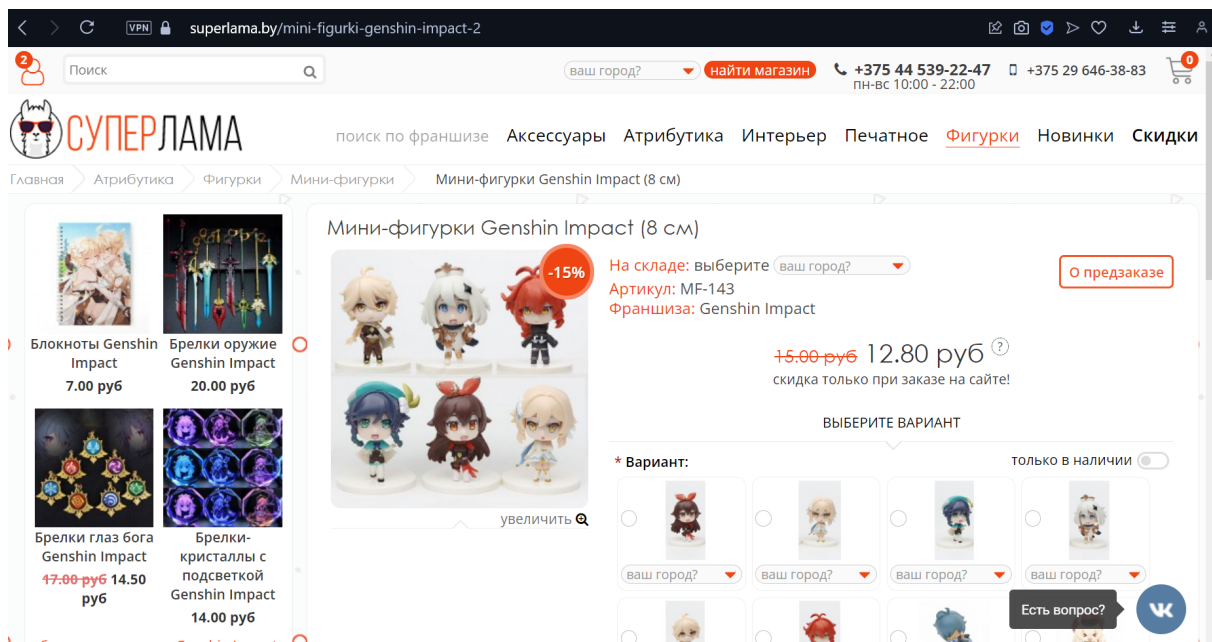 VPN superlama.by/mini-figurki-genshin-impact-2
2
Поиск
ваш город?
найти магазин
+375 44 539-22-47
пн-вс 10:00 - 22:00
+375 29 646-38-83
0
СУПЕРЛАМА
поиск по франшизе Аксессуары Атрибутика Интерьер Печатное Фигурки Новинки Скидки
Главная Атрибутика Фигурки Мини-фигурки Мини-фигурки Genshin Impact (8 см)
Блокноты Genshin
Impact
7.00 руб
Брелки оружие
Genshin Impact
20.00 руб
Брелки глаз бога
Genshin Impact
17.00 руб 14.50
руб
Брелки-
кристаллы с
подсветкой
Genshin Impact
14.00 руб
Мини-фигурки Genshin Impact (8 см)
-15%
увеличить
На складе: выберите ваш город?
Артикул: MF-143
Франшиза: Genshin Impact
О предзаказе
15.00 руб 12.80 руб ?
скидка только при заказе на сайте!
ВЫБЕРИТЕ ВАРИАНТ
* Вариант:
только в наличии
ваш город? ваш город? ваш город? ваш город?
Есть вопрос?